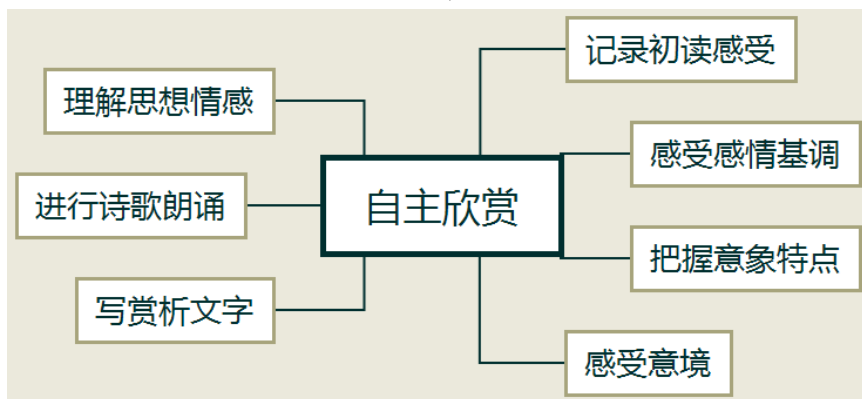 记录初读感受
理解思想情感
感受感情基调
自主欣赏
进行诗歌朗诵
把握意象特点
写赏析文字
感受意境